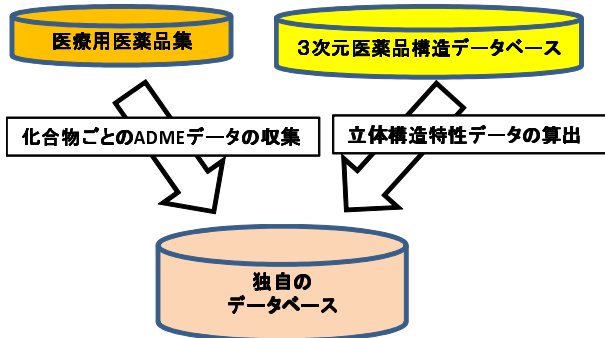 医療用医薬品集
３次元医薬品構造データベース
化合物ごとのADMEデータの収集
立体構造特性データの算出
独自の
データベース